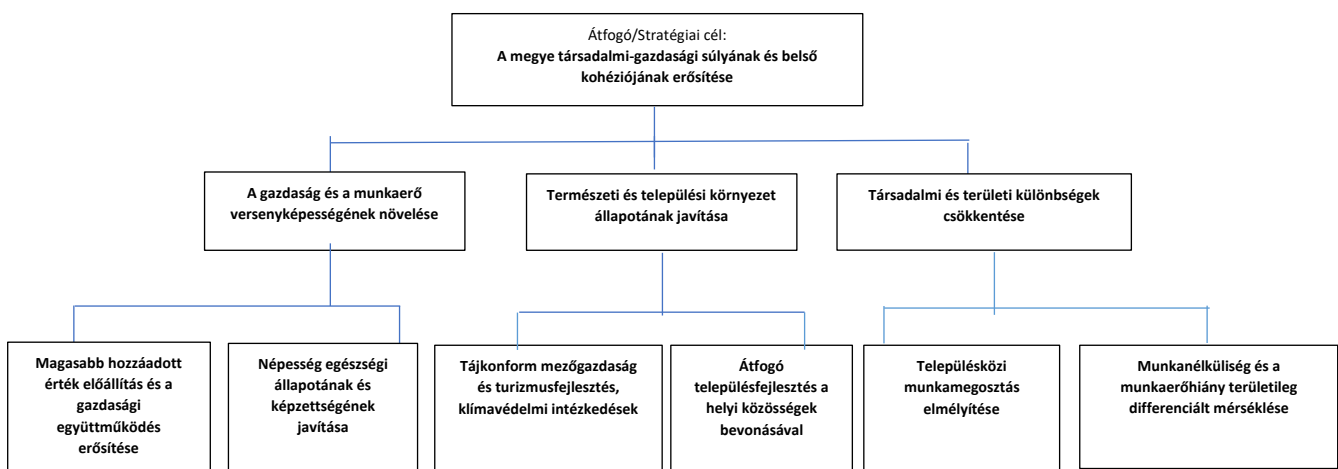 Átfogó/Stratégiai cél:
A megye társadalmi-gazdasági súlyának és belső
kohéziójának erősítése
A gazdaság és a munkaerő
versenyképességének növelése
Természeti és települési környezet
állapotának javítása
Társadalmi és területi különbségek
csökkentése
Magasabb hozzáadott
érték előállítás és a
gazdasági
együttműködés
erősítése
Népesség egészségi
állapotának és
képzettségének
javítása
Tájkonform mezőgazdaság
és turizmusfejlesztés,
klímavédelmi intézkedések
Átfogó
településfejlesztés a
helyi közösségek
bevonásával
Településközi
munkamegosztás
elmélyítése
Munkanélküliség és a
munkaerőhiány területileg
differenciált mérséklése